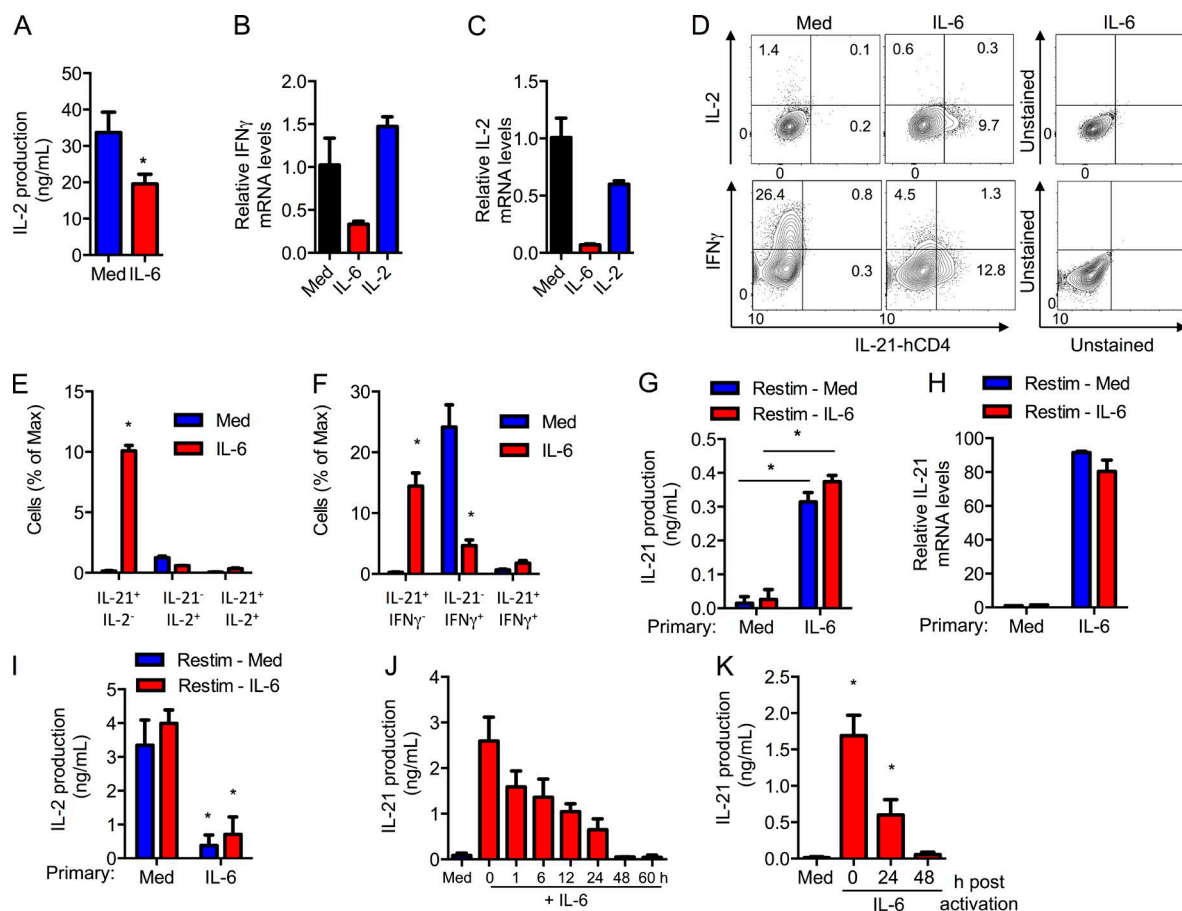 A
IL-2 production
(ng/mL)
50
40
30
20
10
0
*
Med IL-6
B
Relative IFNγ
mRNA levels
2.0
1.5
1.0
0.5
0.0
Med
IL-6
IL-2
C
Relative IL-2
mRNA levels
1.5
1.0
0.5
0.0
Med
IL-6
IL-2
D
Med
IL-6
IL-6
IL-2
1.4
0.1
0.2
0
0
0.6
0.3
9.7
0
Unstained
0
0
IFNγ
26.4
0.8
0.3
0
10
4.5
1.3
12.8
Unstained
0
10
IL-21-hCD4
Unstained
E
Cells (% of Max)
15
10
5
0
*
Med
IL-6
IL-21+ IL-21- IL-21+
IL-2- IL-2+ IL-2+
F
Cells (% of Max)
30
20
10
0
*
*
Med
IL-6
IL-21+ IL-21- IL-21+
IFNγ- IFNγ+ IFNγ+
G
Restim - Med
Restim - IL-6
IL-21 production
(ng/mL)
0.5
0.4
0.3
0.2
0.1
0.0
*
*
Primary: Med IL-6
H
Restim - Med
Restim - IL-6
Relative IL-21
mRNA levels
100
80
60
40
20
0
Med IL-6
I
Restim - Med
Restim - IL-6
IL-2 production
(ng/mL)
5
4
3
2
1
0
* *
Primary: Med IL-6
J
IL-21 production
(ng/mL)
4
3
2
1
0
Med 0 1 6 12 24 48 60 h
+ IL-6
K
IL-21 production
(ng/mL)
2.5
2.0
1.5
1.0
0.5
0.0
*
*
Med 0 24 48 h post
IL-6 activation